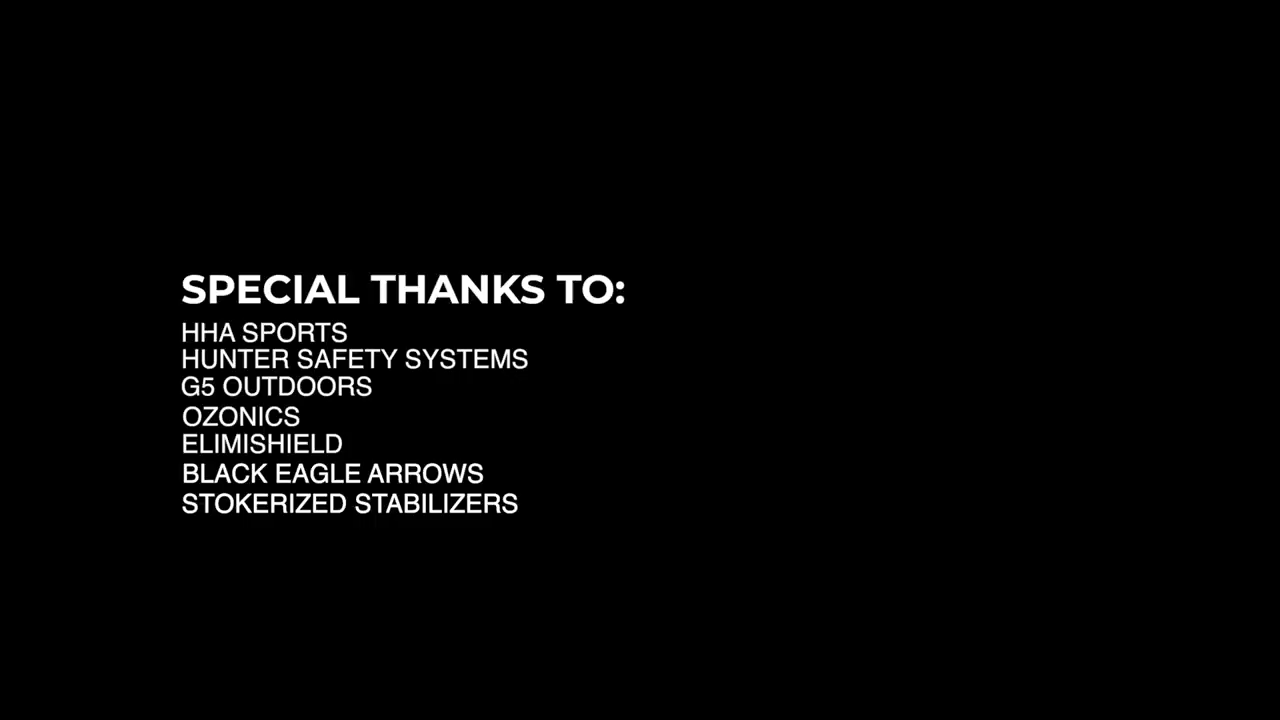 SPECIAL THANKS TO:
HHA SPORTS
HUNTER SAFETY SYSTEMS
G5 OUTDOORS
OZONICS
ELIMISHIELD
BLACK EAGLE ARROWS
STOKERIZED STABILIZERS